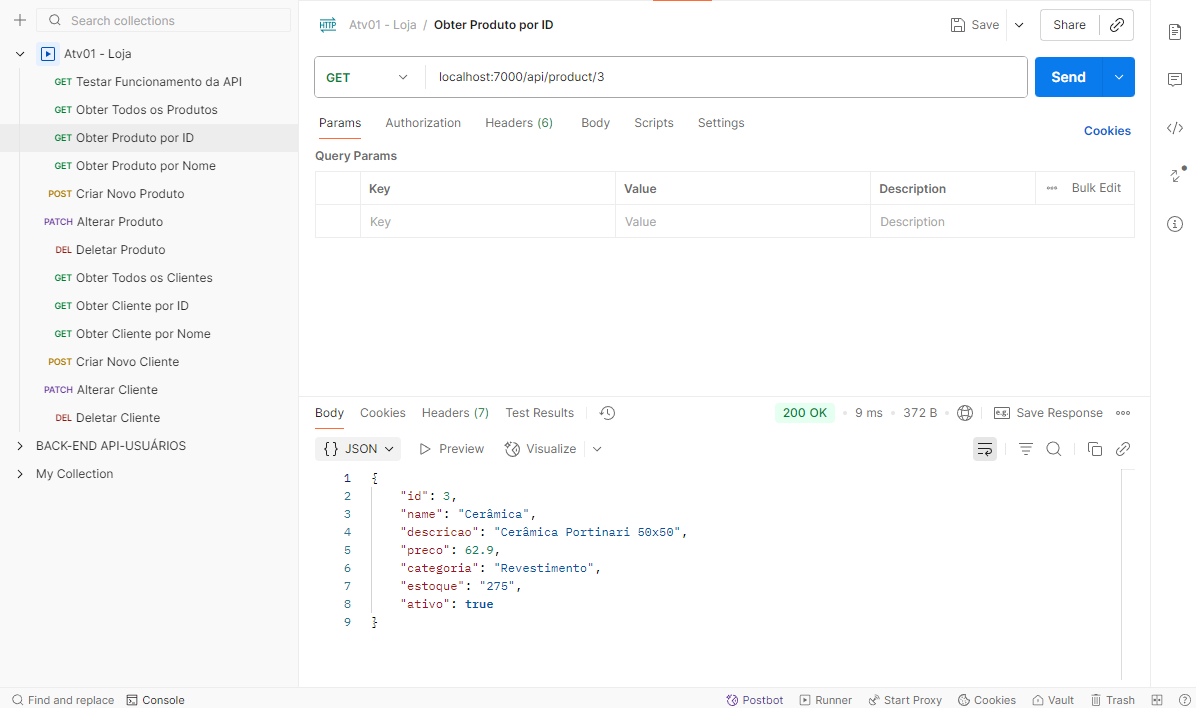 Search collections
Atv01 - Loja
GET Testar Funcionamento da API
GET Obter Todos os Produtos
GET Obter Produto por ID
GET Obter Produto por Nome
POST Criar Novo Produto
PATCH Alterar Produto
DEL Deletar Produto
GET Obter Todos os Clientes
GET Obter Cliente por ID
GET Obter Cliente por Nome
POST Criar Novo Cliente
PATCH Alterar Cliente
DEL Deletar Cliente
BACK-END API-USUÁRIOS
My Collection
HTTP Atv01 - Loja / Obter Produto por ID
Save
Share
GET localhost:7000/api/product/3
Send
Params Authorization Headers (6) Body Scripts Settings
Cookies
Query Params
Key Value Description Bulk Edit
Key Value Description
Body Cookies Headers (7) Test Results
200 OK • 9 ms • 372 B
e.g. Save Response
{} JSON Preview Visualize
1 {
2 "id": 3,
3 "name": "Cerâmica",
4 "descricao": "Cerâmica Portinari 50x50",
5 "preco": 62.9,
6 "categoria": "Revestimento",
7 "estoque": "275",
8 "ativo": true
9 }
Find and replace Console
Postbot Runner Start Proxy Cookies Vault Trash